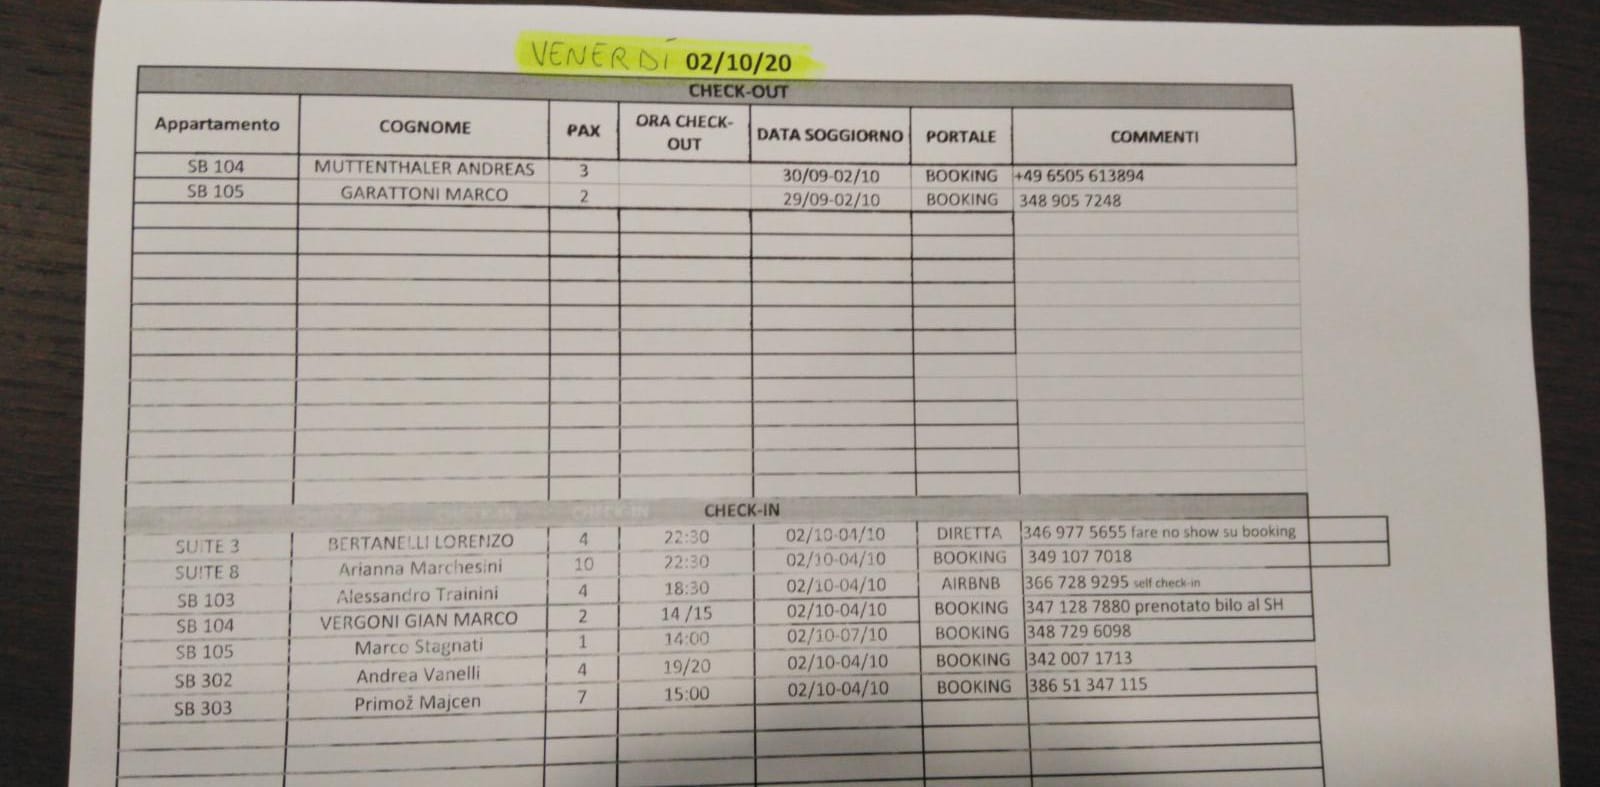 VENERDÌ 02/10/20
CHECK-OUT
Appartamento COGNOME PAX ORA CHECK-OUT DATA SOGGIORNO PORTALE COMMENTI
SB 104 MUTTENTHALER ANDREAS 3 30/09-02/10 BOOKING +49 6505 613894
SB 105 GARATTONI MARCO 2 29/09-02/10 BOOKING 348 905 7248
CHECK-IN
SUITE 3 BERTANELLI LORENZO 4 22:30 02/10-04/10 DIRETTA 346 977 5655 fare no show su booking
SUITE 8 Arianna Marchesini 10 22:30 02/10-04/10 BOOKING 349 107 7018
SB 103 Alessandro Trainini 4 18:30 02/10-04/10 AIRBNB 366 728 9295 self check-in
SB 104 VERGONI GIAN MARCO 2 14 /15 02/10-04/10 BOOKING 347 128 7880 prenotato bilo al SH
SB 105 Marco Stagnati 1 14:00 02/10-07/10 BOOKING 348 729 6098
SB 302 Andrea Vanelli 4 19/20 02/10-04/10 BOOKING 342 007 1713
SB 303 Primož Majcen 7 15:00 02/10-04/10 BOOKING 386 51 347 115